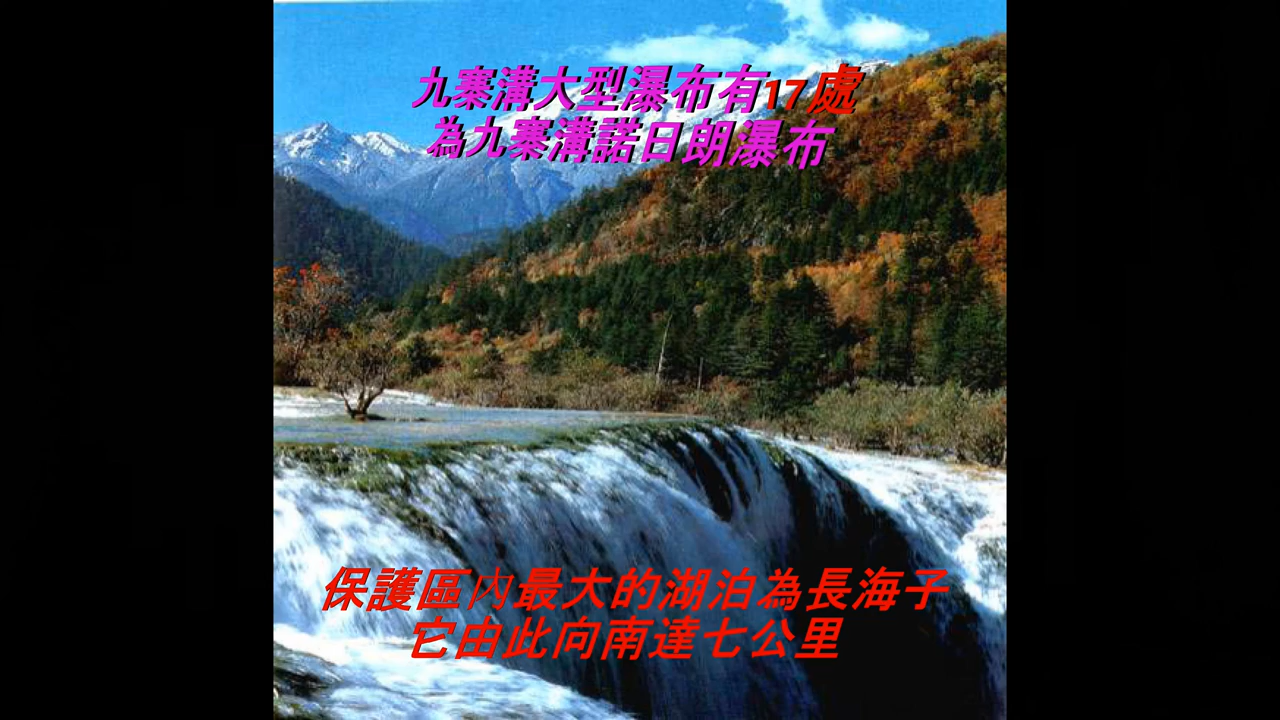 九寨溝大型瀑布有17處
為九寨溝諾日朗瀑布
保護區內最大的湖泊為長海子
它由此向南達七公里